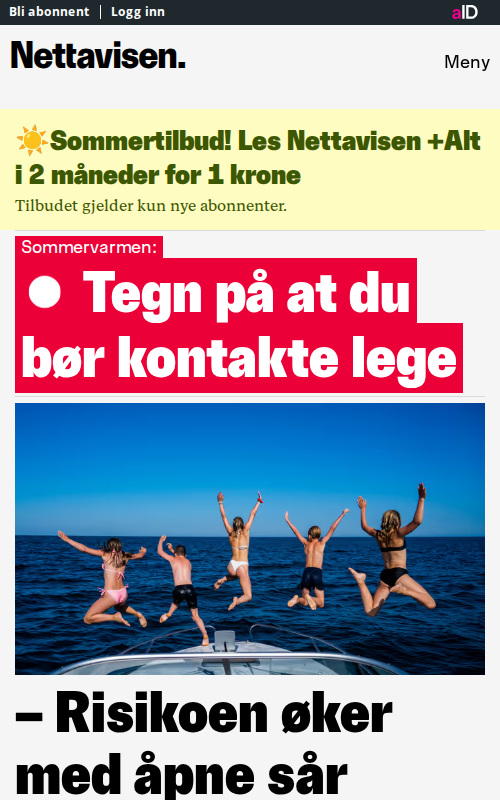 Bli abonnent | Logg inn
aID
Nettavisen.
Meny
☀️Sommertilbud! Les Nettavisen +Alt
i 2 måneder for 1 krone
Tilbudet gjelder kun nye abonnenter.
Sommervarmen:
● Tegn på at du
bør kontakte lege
– Risikoen øker
med åpne sår